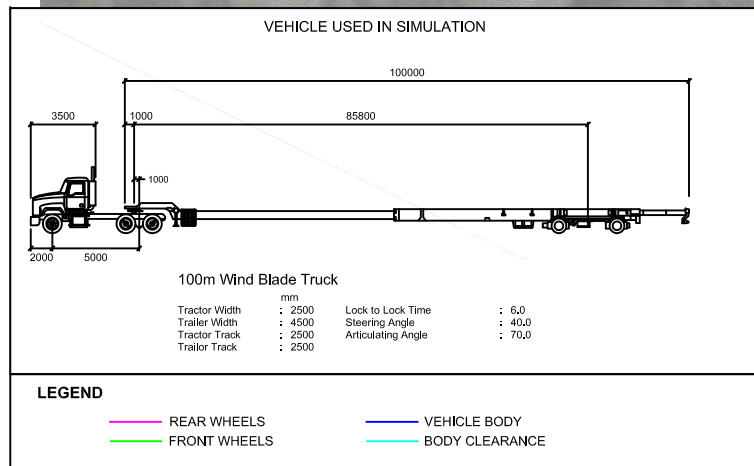 VEHICLE USED IN SIMULATION
100000
3500
1000
85800
1000
2000
5000
100m Wind Blade Truck
mm
Tractor Width : 2500 Lock to Lock Time : 6.0
Trailer Width : 4500 Steering Angle : 40.0
Tractor Track : 2500 Articulating Angle : 70.0
Trailor Track : 2500
LEGEND
REAR WHEELS VEHICLE BODY
FRONT WHEELS BODY CLEARANCE